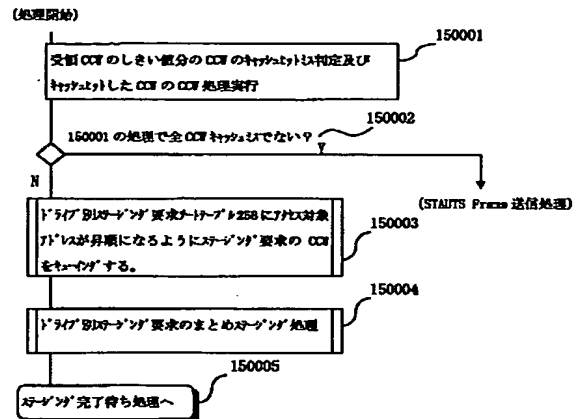 (処理開始)
150001
受領CCWのしきい値分のCCWのキャッシュヒットミス判定及び
キャッシュヒットしたCCWのCCW処理実行
150002
150001の処理で全CCWキャッシュミスでない?
Y
N
(STAUTS Frame 送信処理)
ドライブ別ステージング要求チートテーブル258にアクセス対象
アドレスが昇順になるようにステージング要求の CCW
をキューイングする。
150003
150004
ドライブ別ステージング要求のまとめステージング処理
150005
ステージング完了待ち処理へ